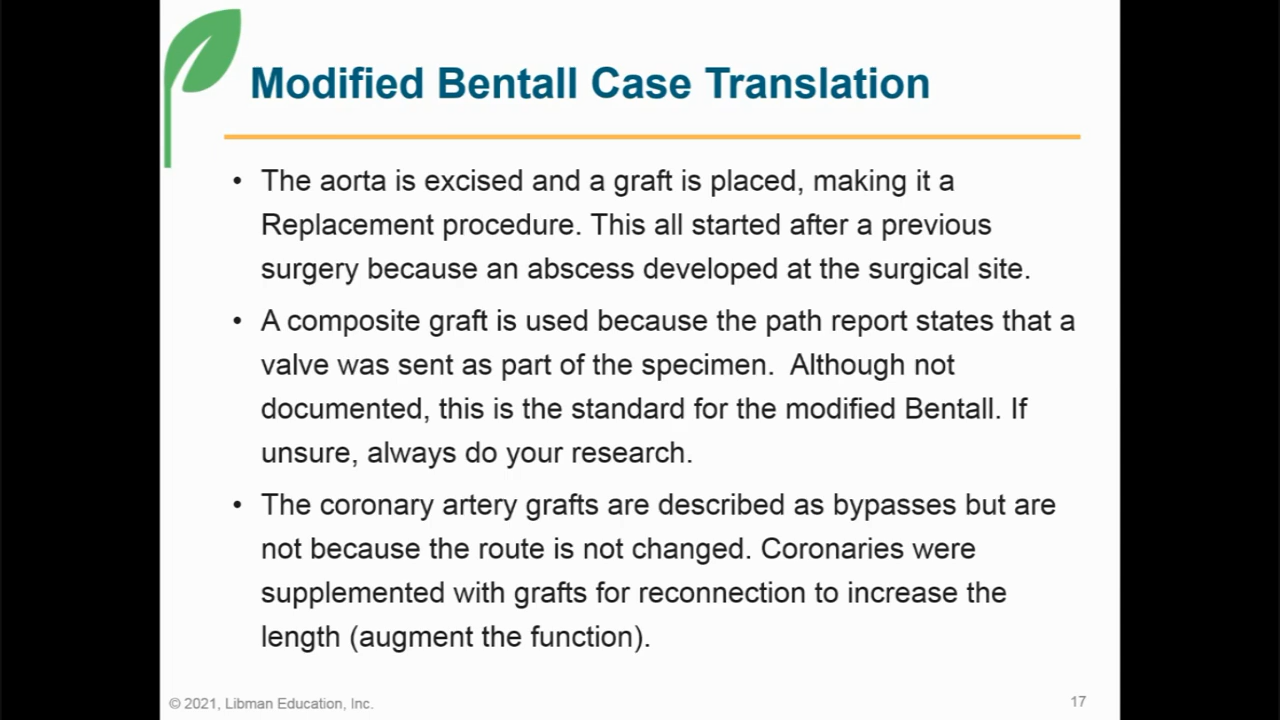 Modified Bentall Case Translation
• The aorta is excised and a graft is placed, making it a
Replacement procedure. This all started after a previous
surgery because an abscess developed at the surgical site.
• A composite graft is used because the path report states that a
valve was sent as part of the specimen.  Although not
documented, this is the standard for the modified Bentall. If
unsure, always do your research.
• The coronary artery grafts are described as bypasses but are
not because the route is not changed. Coronaries were
supplemented with grafts for reconnection to increase the
length (augment the function).
© 2021, Libman Education, Inc.
17